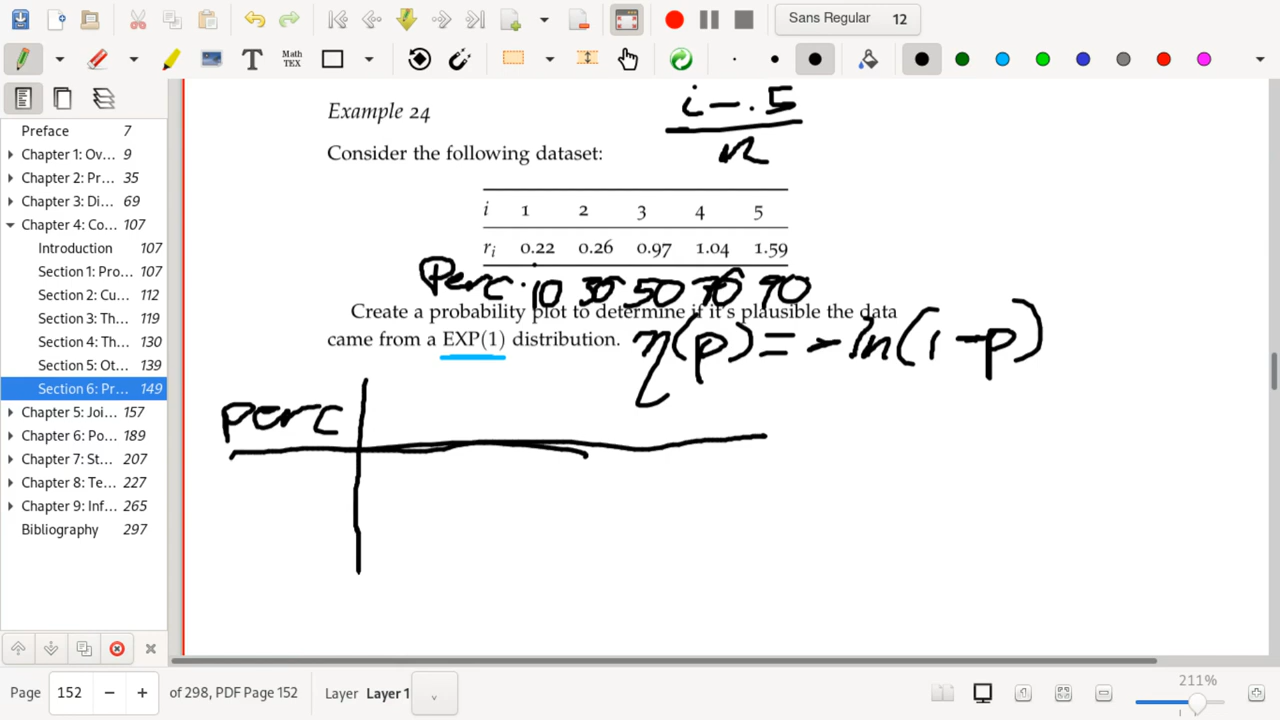 Sans Regular 12
T Math TEX
Preface 7
Chapter 1: Ov... 9
Chapter 2: Pr... 35
Chapter 3: Di... 69
Chapter 4: Co... 107
Introduction 107
Section 1: Pro... 107
Section 2: Cu... 112
Section 3: Th... 119
Section 4: Th... 130
Section 5: Ot... 139
Section 6: Pr... 149
Chapter 5: Joi... 157
Chapter 6: Po... 189
Chapter 7: St... 207
Chapter 8: Te... 227
Chapter 9: Inf... 265
Bibliography 297
Example 24
i - .5
n
Consider the following dataset:
i 1 2 3 4 5
ri 0.22 0.26 0.97 1.04 1.59
Perc. 10 30 50 70 90
Create a probability plot to determine if it's plausible the data
came from a EXP(1) distribution.
η(p) = -ln(1-p)
perc
Page 152 of 298, PDF Page 152
Layer Layer 1
211%